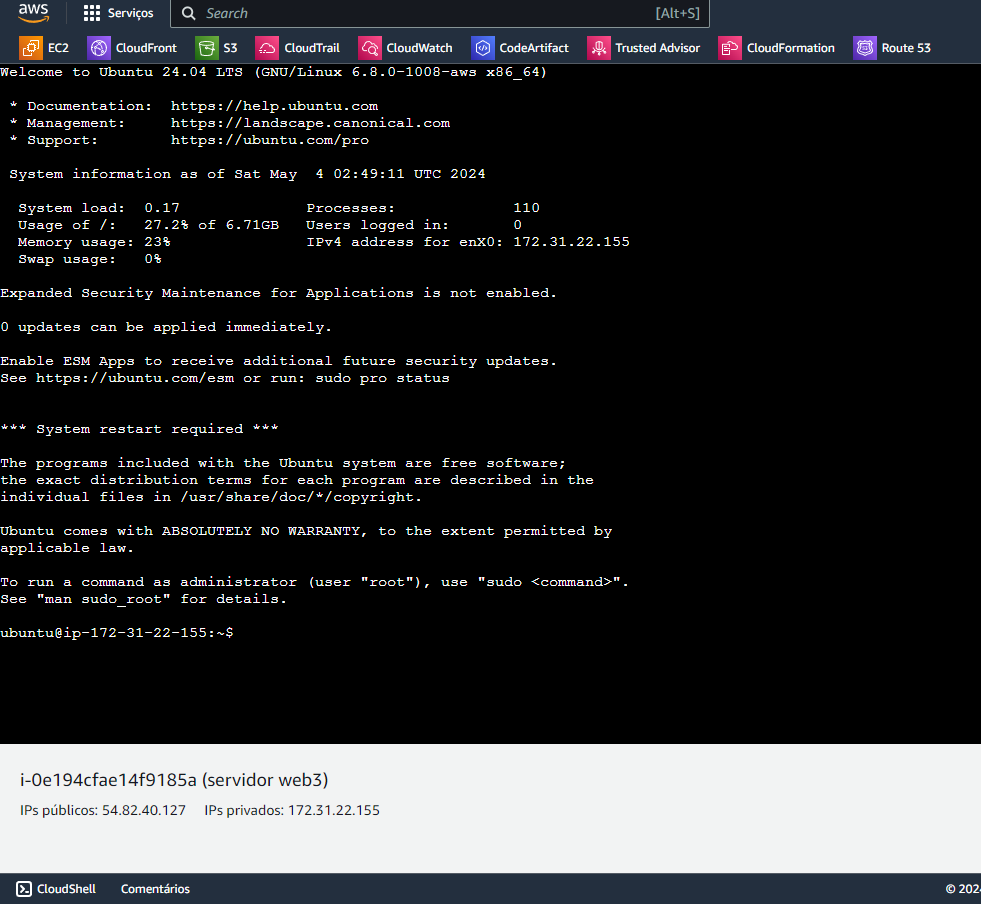 aws Serviços Search [Alt+S]
EC2 CloudFront S3 CloudTrail CloudWatch CodeArtifact Trusted Advisor CloudFormation Route 53
Welcome to Ubuntu 24.04 LTS (GNU/Linux 6.8.0-1008-aws x86_64)
* Documentation: https://help.ubuntu.com
* Management: https://landscape.canonical.com
* Support: https://ubuntu.com/pro
System information as of Sat May 4 02:49:11 UTC 2024
System load: 0.17 Processes: 110
Usage of /: 27.2% of 6.71GB Users logged in: 0
Memory usage: 23% IPv4 address for enX0: 172.31.22.155
Swap usage: 0%
Expanded Security Maintenance for Applications is not enabled.
0 updates can be applied immediately.
Enable ESM Apps to receive additional future security updates.
See https://ubuntu.com/esm or run: sudo pro status
*** System restart required ***
The programs included with the Ubuntu system are free software;
the exact distribution terms for each program are described in the
individual files in /usr/share/doc/*/copyright.
Ubuntu comes with ABSOLUTELY NO WARRANTY, to the extent permitted by
applicable law.
To run a command as administrator (user "root"), use "sudo <command>".
See "man sudo_root" for details.
ubuntu@ip-172-31-22-155:~$
i-0e194cfae14f9185a (servidor web3)
IPs públicos: 54.82.40.127 IPs privados: 172.31.22.155
CloudShell Comentários ©